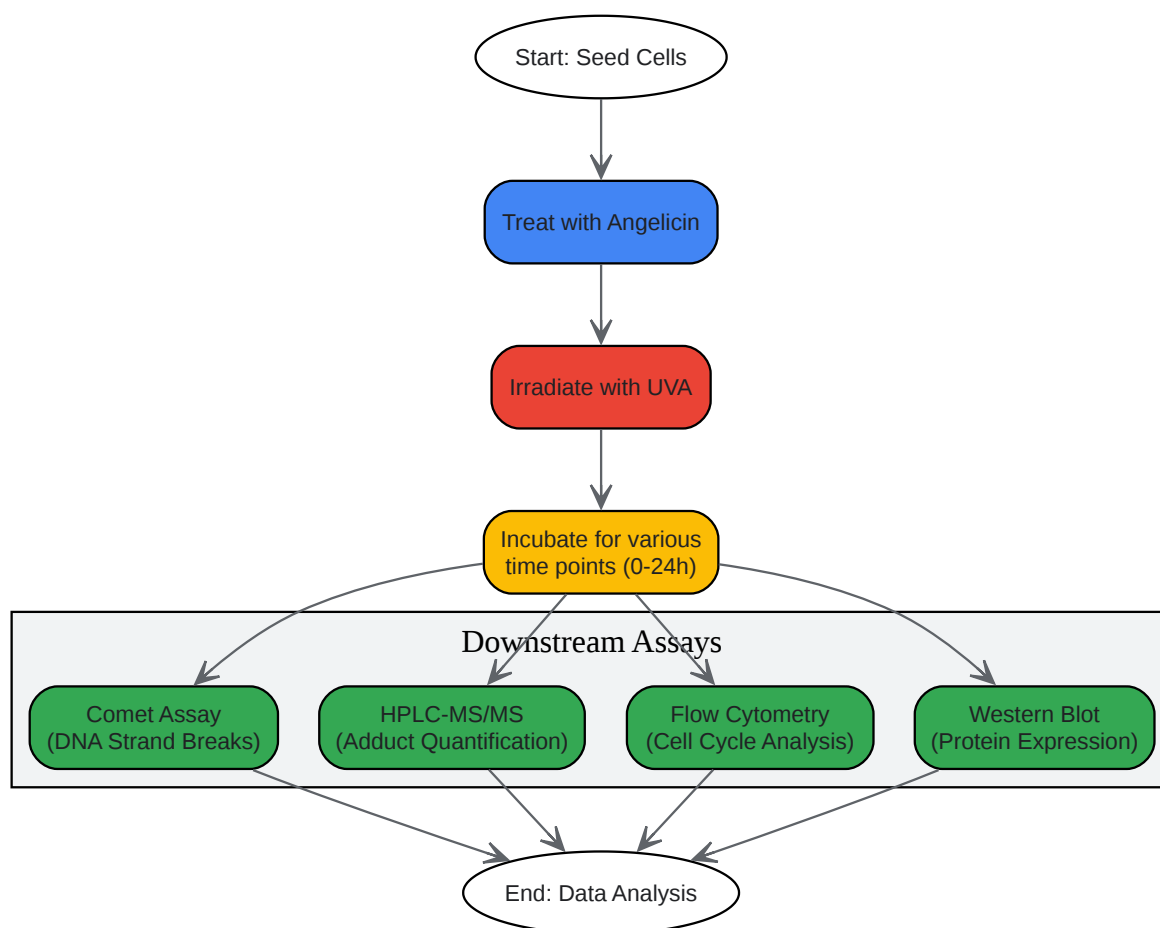 Start: Seed Cells
Treat with Angelicin
Irradiate with UVA
Incubate for various
time points (0-24h)
Downstream Assays
Comet Assay
(DNA Strand Breaks)
HPLC-MS/MS
(Adduct Quantification)
Flow Cytometry
(Cell Cycle Analysis)
Western Blot
(Protein Expression)
End: Data Analysis